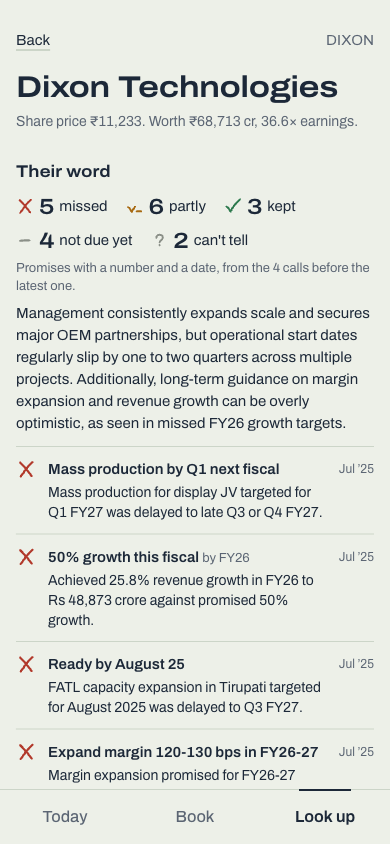 Back
DIXON
Dixon Technologies
Share price ₹11,233. Worth ₹68,713 cr, 36.6× earnings.
Their word
5 missed 6 partly 3 kept
4 not due yet ? 2 can't tell
Promises with a number and a date, from the 4 calls before the
latest one.
Management consistently expands scale and secures
major OEM partnerships, but operational start dates
regularly slip by one to two quarters across multiple
projects. Additionally, long-term guidance on margin
expansion and revenue growth can be overly
optimistic, as seen in missed FY26 growth targets.
Mass production by Q1 next fiscal Jul ’25
Mass production for display JV targeted for
Q1 FY27 was delayed to late Q3 or Q4 FY27.
50% growth this fiscal by FY26 Jul ’25
Achieved 25.8% revenue growth in FY26 to
Rs 48,873 crore against promised 50%
growth.
Ready by August 25 Jul ’25
FATL capacity expansion in Tirupati targeted
for August 2025 was delayed to Q3 FY27.
Expand margin 120-130 bps in FY26-27 Jul ’25
Margin expansion promised for FY26-27
Today Book Look up